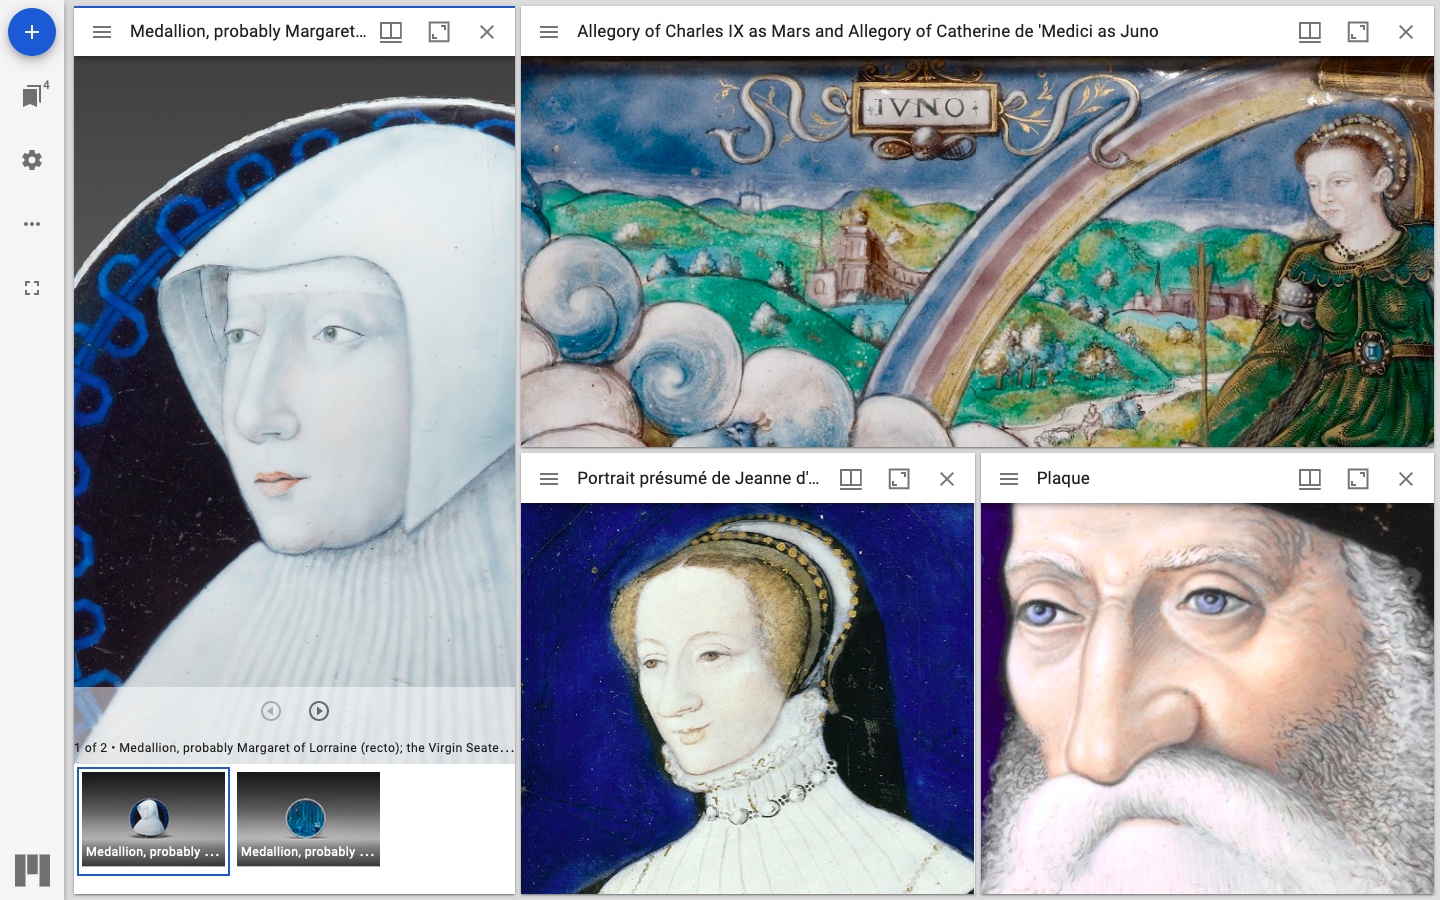 4
Medallion, probably Margaret...
Allegory of Charles IX as Mars and Allegory of Catherine de 'Medici as Juno
IVNO
1 of 2 • Medallion, probably Margaret of Lorraine (recto); the Virgin Seate...
Medallion, probably ...
Medallion, probably ...
Portrait présumé de Jeanne d'...
Plaque